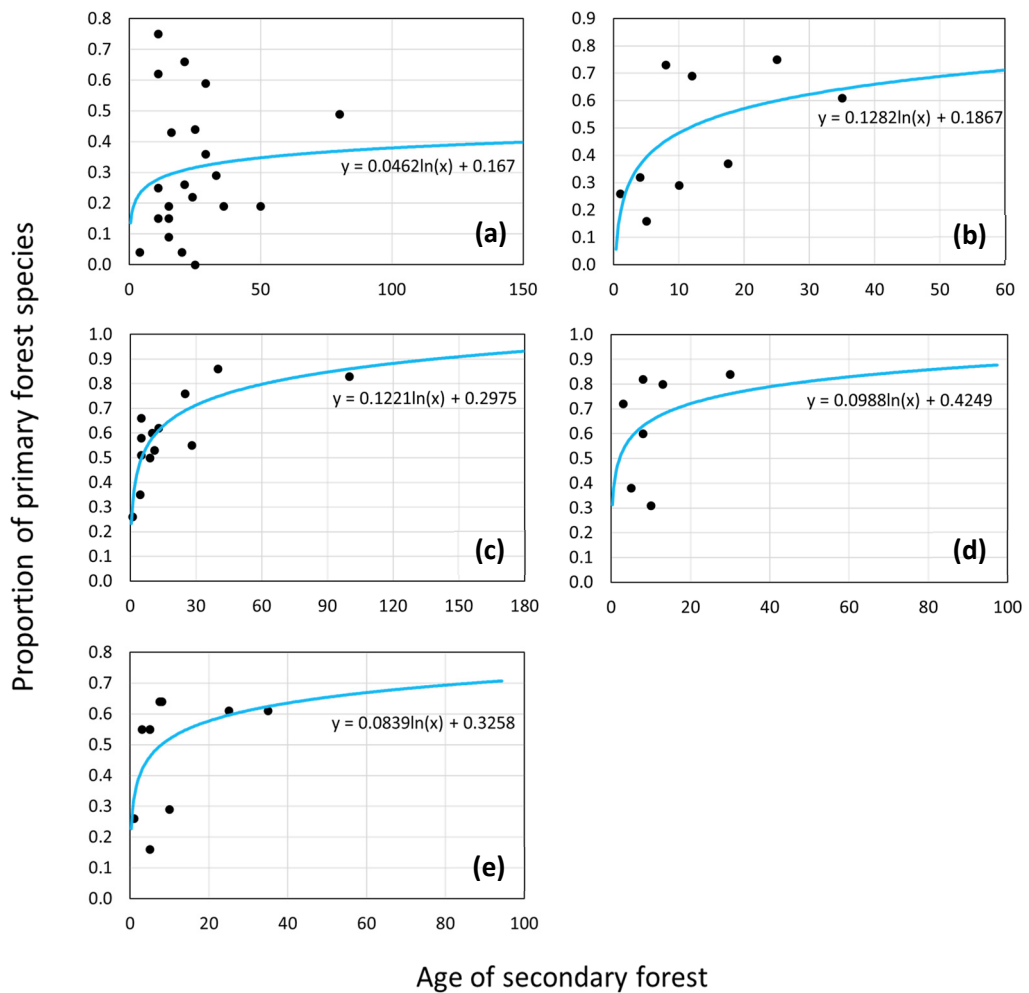 Proportion of primary forest species
0.8
0.7
0.6
0.5
0.4
0.3
0.2
0.1
0.0
0 50 100 150
y = 0.0462ln(x) + 0.167
(a)
0.9
0.8
0.7
0.6
0.5
0.4
0.3
0.2
0.1
0.0
0 10 20 30 40 50 60
y = 0.1282ln(x) + 0.1867
(b)
1.0
0.9
0.8
0.7
0.6
0.5
0.4
0.3
0.2
0.1
0.0
0 30 60 90 120 150 180
y = 0.1221ln(x) + 0.2975
(c)
1.0
0.9
0.8
0.7
0.6
0.5
0.4
0.3
0.2
0.1
0.0
0 20 40 60 80 100
y = 0.0988ln(x) + 0.4249
(d)
0.8
0.7
0.6
0.5
0.4
0.3
0.2
0.1
0.0
0 20 40 60 80 100
y = 0.0839ln(x) + 0.3258
(e)
Age of secondary forest